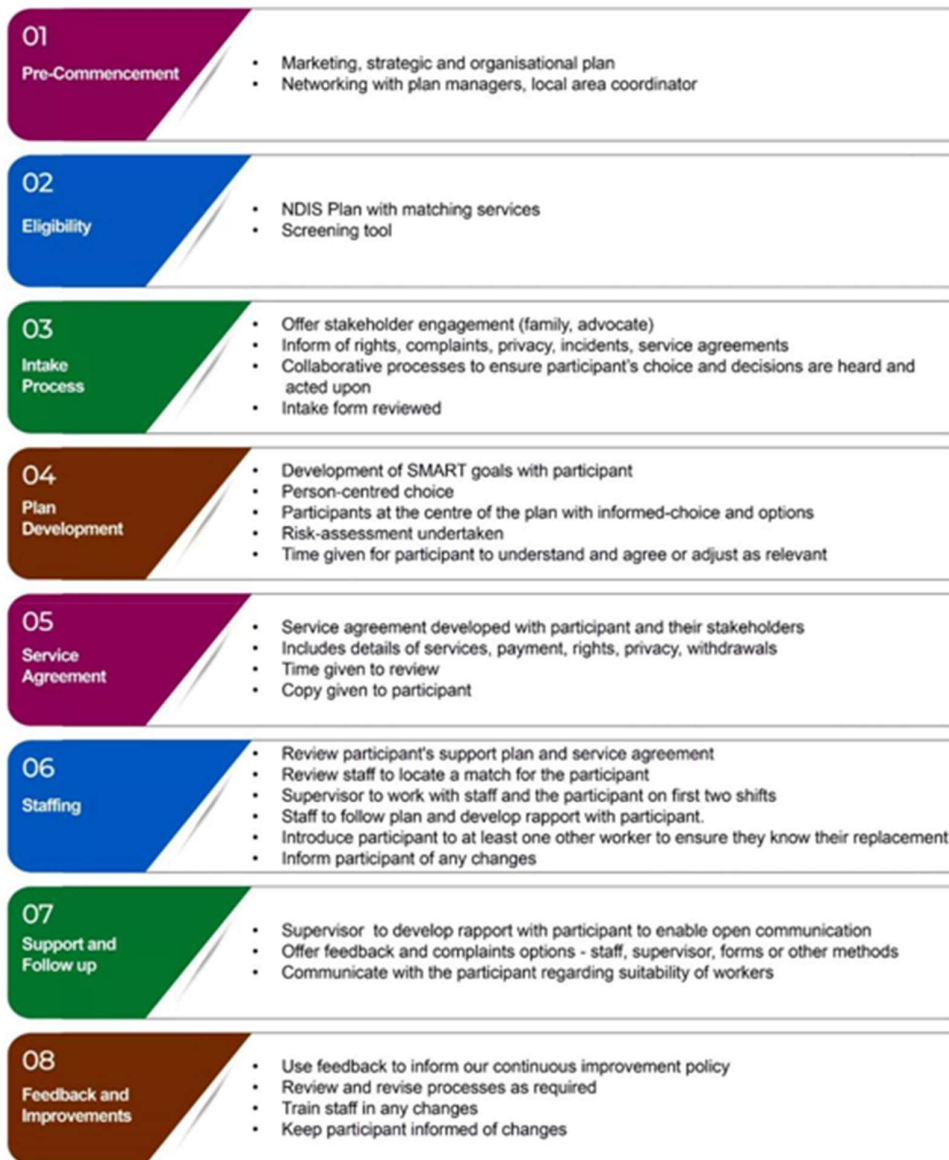 01
Pre-Commencement
• Marketing, strategic and organisational plan
• Networking with plan managers, local area coordinator
02
Eligibility
• NDIS Plan with matching services
• Screening tool
03
Intake
Process
• Offer stakeholder engagement (family, advocate)
• Inform of rights, complaints, privacy, incidents, service agreements
• Collaborative processes to ensure participant's choice and decisions are heard and
acted upon
• Intake form reviewed
04
Plan
Development
• Development of SMART goals with participant
• Person-centred choice
• Participants at the centre of the plan with informed-choice and options
• Risk-assessment undertaken
• Time given for participant to understand and agree or adjust as relevant
05
Service
Agreement
• Service agreement developed with participant and their stakeholders
• Includes details of services, payment, rights, privacy, withdrawals
• Time given to review
• Copy given to participant
06
Staffing
• Review participant's support plan and service agreement
• Review staff to locate a match for the participant
• Supervisor to work with staff and the participant on first two shifts
• Staff to follow plan and develop rapport with participant.
• Introduce participant to at least one other worker to ensure they know their replacement
• Inform participant of any changes
07
Support and
Follow up
• Supervisor to develop rapport with participant to enable open communication
• Offer feedback and complaints options - staff, supervisor, forms or other methods
• Communicate with the participant regarding suitability of workers
08
Feedback and
Improvements
• Use feedback to inform our continuous improvement policy
• Review and revise processes as required
• Train staff in any changes
• Keep participant informed of changes